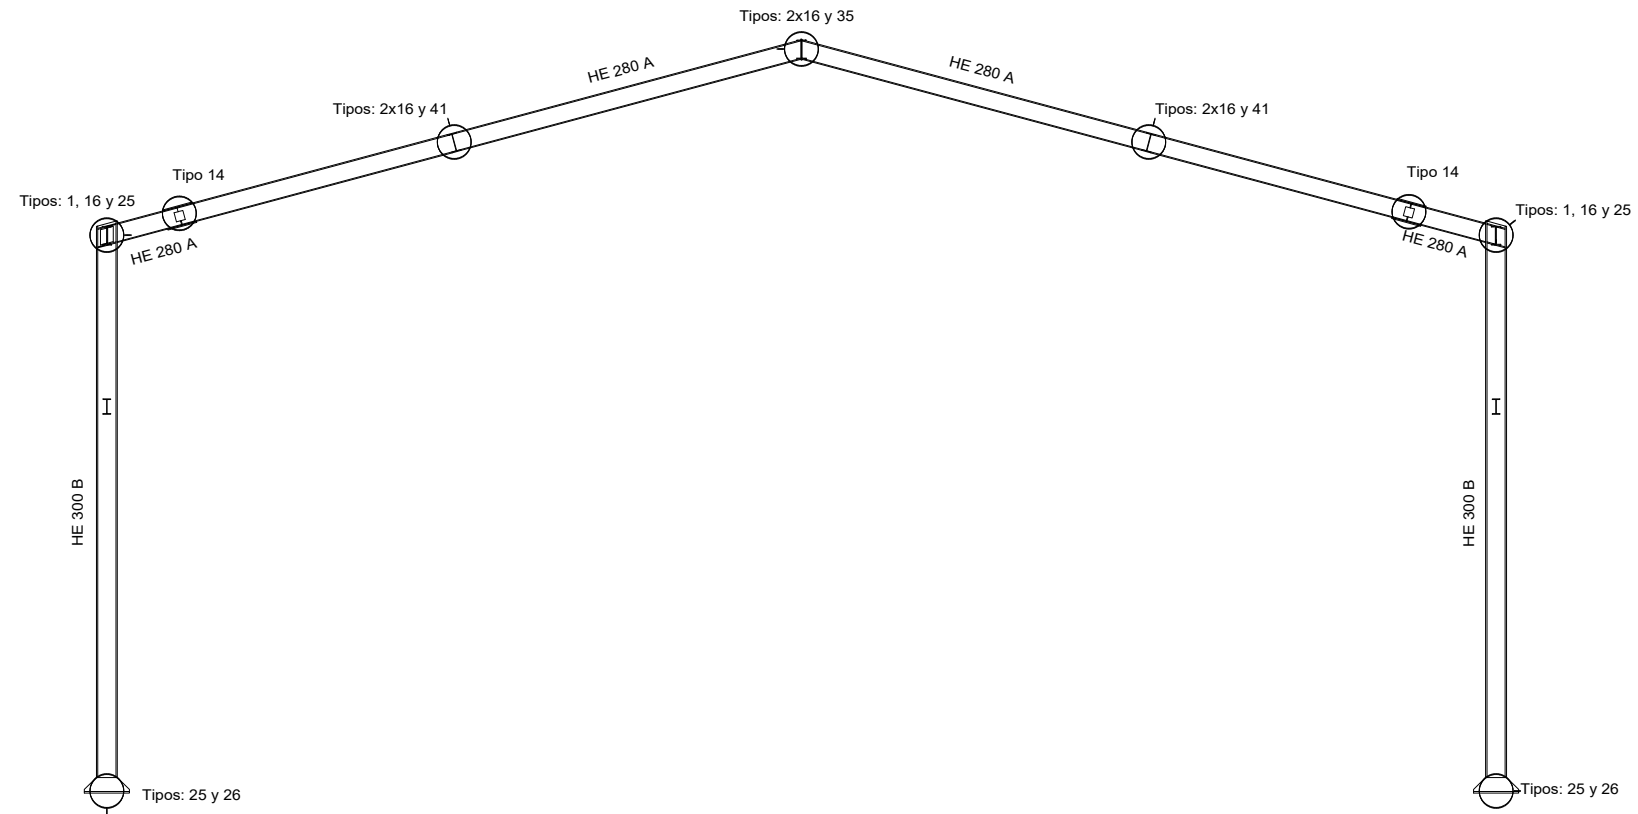 Tipos: 2x16 y 35
HE 280 A
HE 280 A
Tipos: 2x16 y 41
Tipos: 2x16 y 41
Tipo 14
Tipo 14
Tipos: 1, 16 y 25
Tipos: 1, 16 y 25
HE 280 A
HE 280 A
HE 300 B
HE 300 B
Tipos: 25 y 26
Tipos: 25 y 26